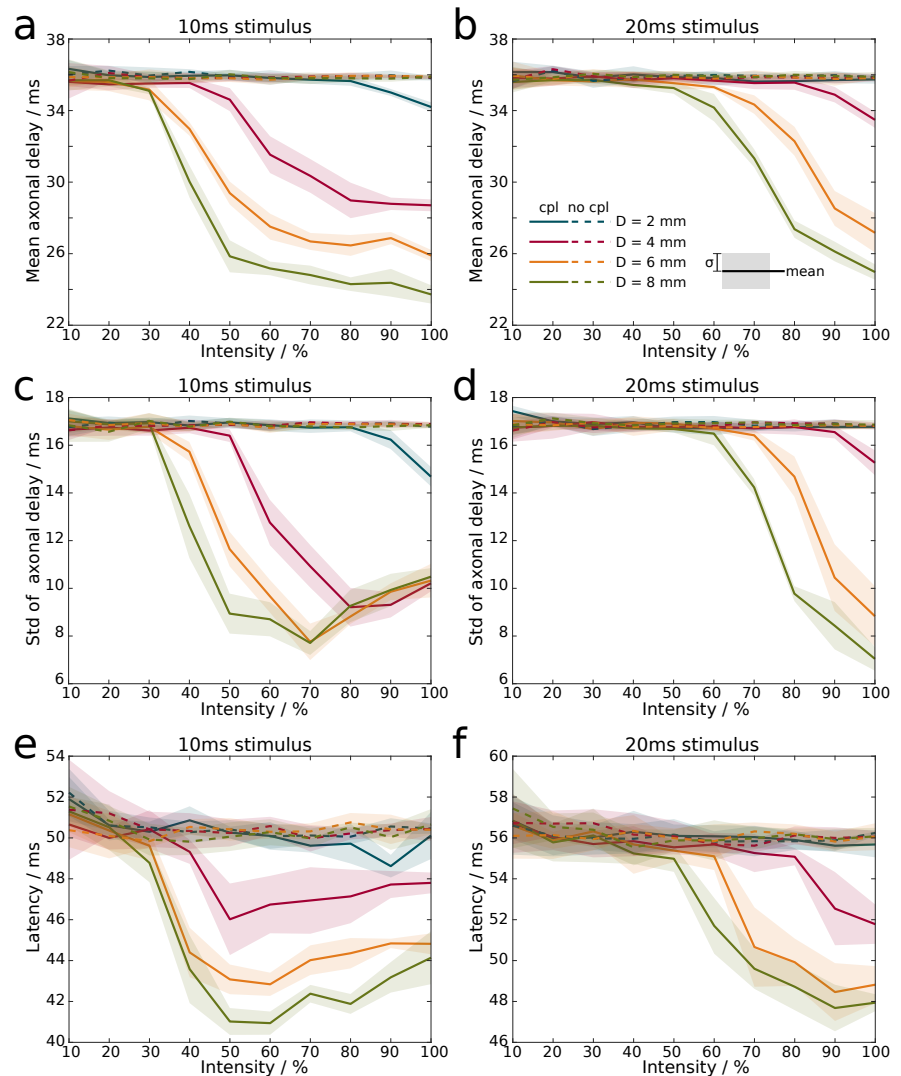 a
10ms stimulus
Mean axonal delay / ms
38
34
30
26
22
10 20 30 40 50 60 70 80 90 100
Intensity / %
b
20ms stimulus
Mean axonal delay / ms
38
34
30
26
22
cpl no cpl
D = 2 mm
D = 4 mm
D = 6 mm
D = 8 mm
σ
mean
10 20 30 40 50 60 70 80 90 100
Intensity / %
c
10ms stimulus
Std of axonal delay / ms
18
16
14
12
10
8
6
10 20 30 40 50 60 70 80 90 100
Intensity / %
d
20ms stimulus
Std of axonal delay / ms
18
16
14
12
10
8
6
10 20 30 40 50 60 70 80 90 100
Intensity / %
e
10ms stimulus
Latency / ms
54
52
50
48
46
44
42
40
10 20 30 40 50 60 70 80 90 100
Intensity / %
f
20ms stimulus
Latency / ms
60
58
56
54
52
50
48
46
10 20 30 40 50 60 70 80 90 100
Intensity / %